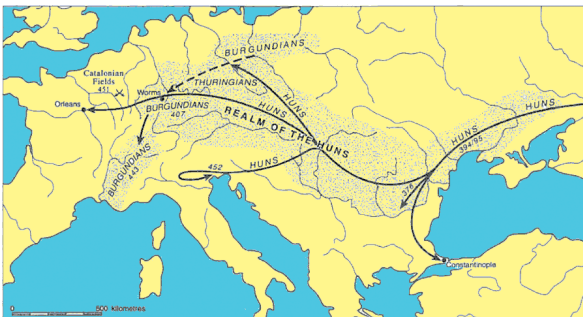 BURGUNDIANS
Catalonian
Fields
451
THURINGIANS
Worms
HUNS
Orleans
BURGUNDIANS
407
HUNS
REALM OF THE HUNS
HUNS
394/95
HUNS
BURGUNDIANS
443
452
HUNS
376
Constantinople
0
500 kilometres